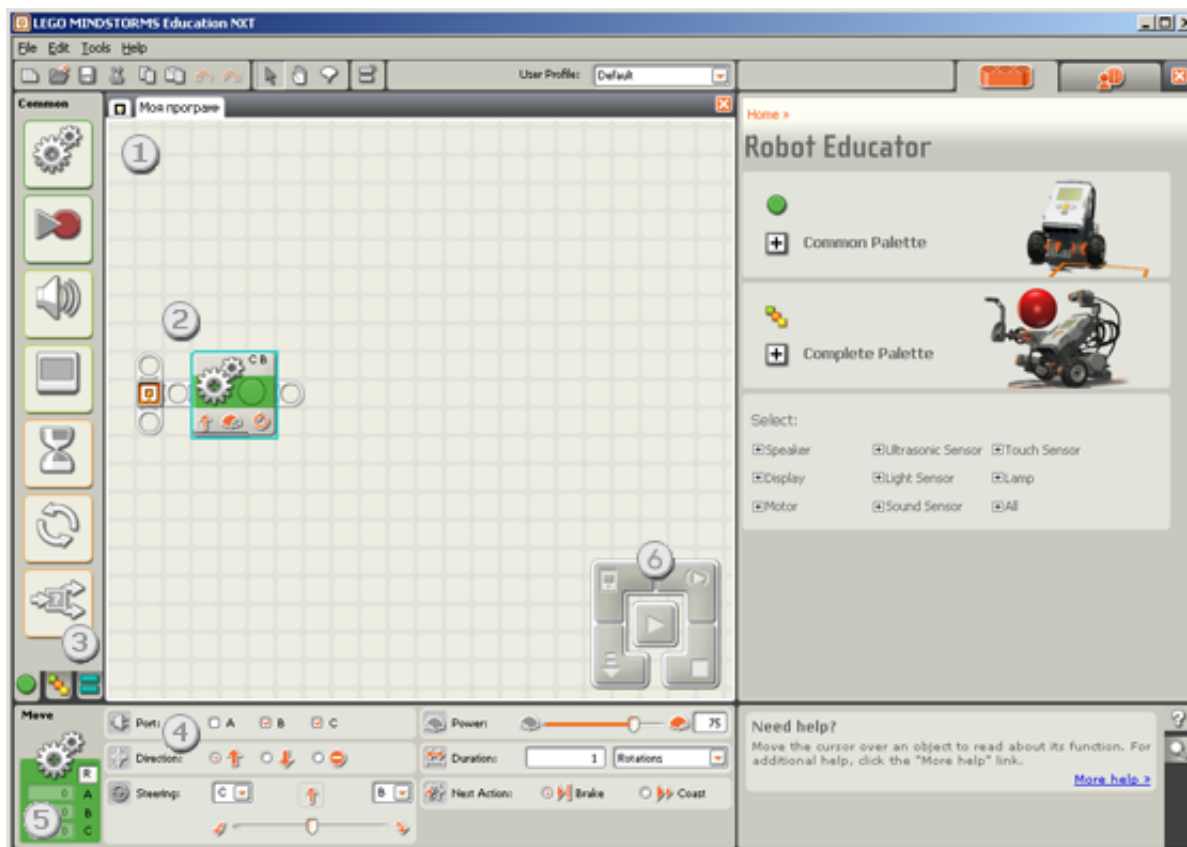 LEGO MINDSTORMS Education NXT
File Edit Tools Help
User Profile: Default
Common
Моя програм
1
2
C B
3
6
Home »
Robot Educator
Common Palette
Complete Palette
Select:
Speaker Ultrasonic Sensor Touch Sensor
Display Light Sensor Lamp
Motor Sound Sensor All
Move
R
0 A
0 B
0 C
5
Port: 4 A B C
Direction:
Steering: C B
Power: 75
Duration: 1 Rotations
Next Action: Brake Coast
Need help?
Move the cursor over an object to read about its function. For
additional help, click the "More help" link.
More help »
?